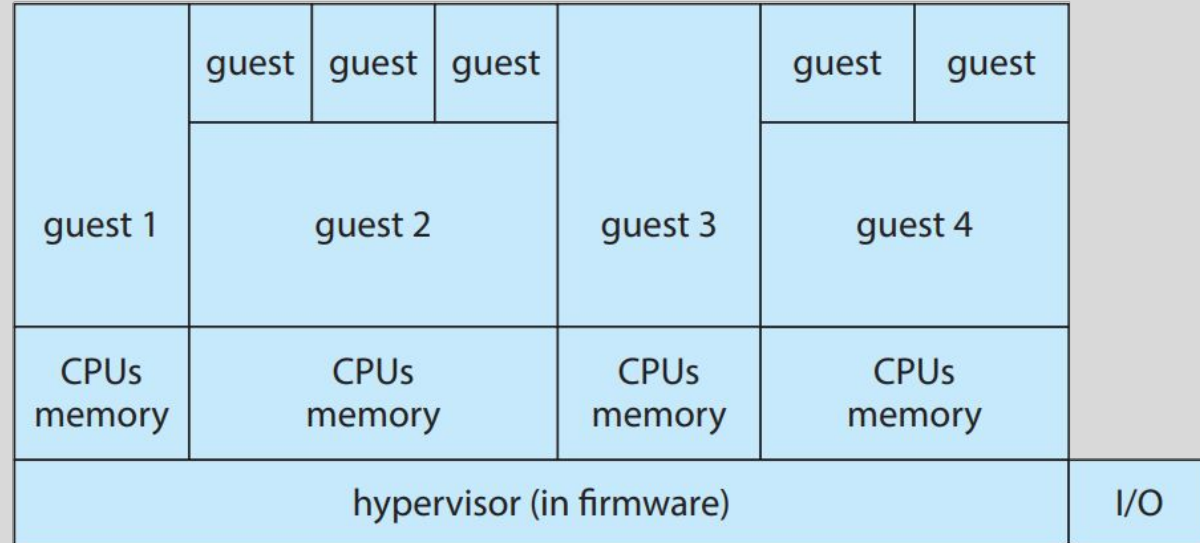 guest guest guest guest guest
guest 1 guest 2 guest 3 guest 4
CPUs CPUs CPUs CPUs
memory memory memory memory
hypervisor (in firmware) I/O